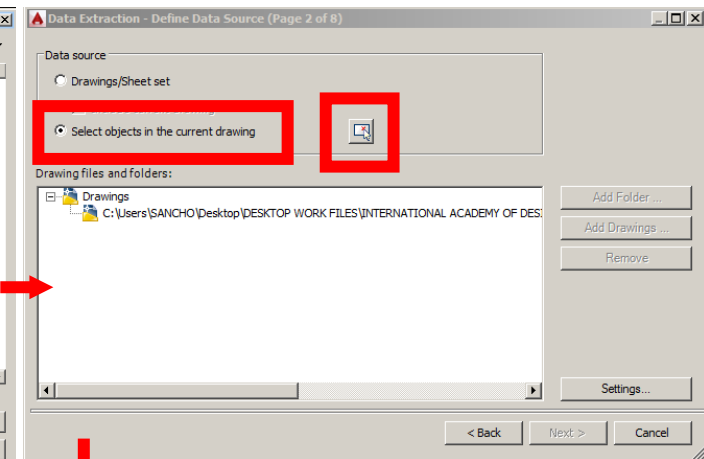 Data Extraction - Define Data Source (Page 2 of 8)
Data source
Drawings/Sheet set
Select objects in the current drawing
Drawing files and folders:
Drawings
C:\Users\SANCHO\Desktop\DESKTOP WORK FILES\INTERNATIONAL ACADEMY OF DES
Add Folder ...
Add Drawings ...
Remove
Settings...
< Back
Next >
Cancel